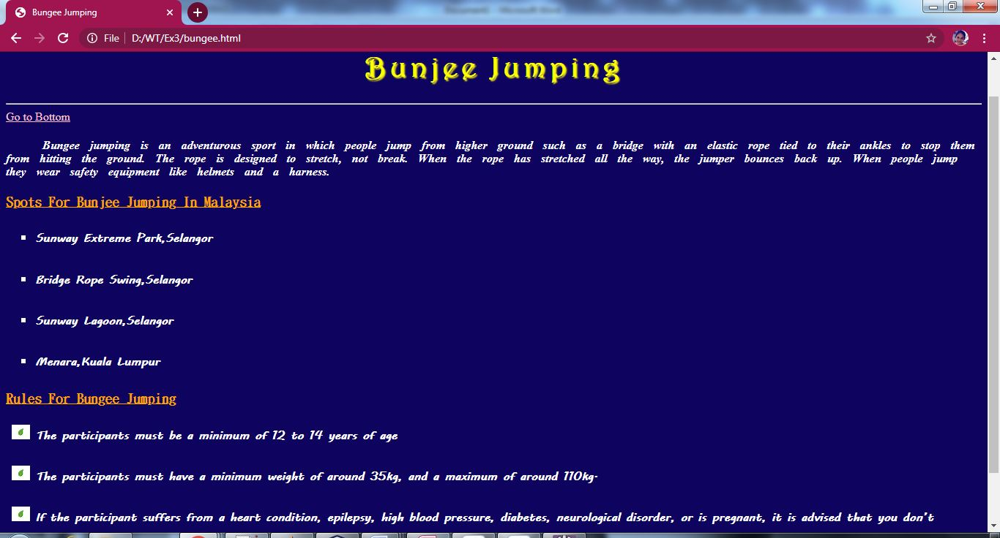 Bungee Jumping
File | D:/WT/Ex3/bungee.html
Bunjee Jumping
Go to Bottom
Bungee jumping is an adventurous sport in which people jump from higher ground such as a bridge with an elastic rope tied to their ankles to stop them
from hitting the ground. The rope is designed to stretch, not break. When the rope has stretched all the way, the jumper bounces back up. When people jump
they wear safety equipment like helmets and a harness.
Spots For Bunjee Jumping In Malaysia
Sunway Extreme Park,Selangor
Bridge Rope Swing,Selangor
Sunway Lagoon,Selangor
Menara,Kuala Lumpur
Rules For Bungee Jumping
The participants must be a minimum of 12 to 14 years of age
The participants must have a minimum weight of around 35kg, and a maximum of around 110kg.
If the participant suffers from a heart condition, epilepsy, high blood pressure, diabetes, neurological disorder, or is pregnant, it is advised that you don't